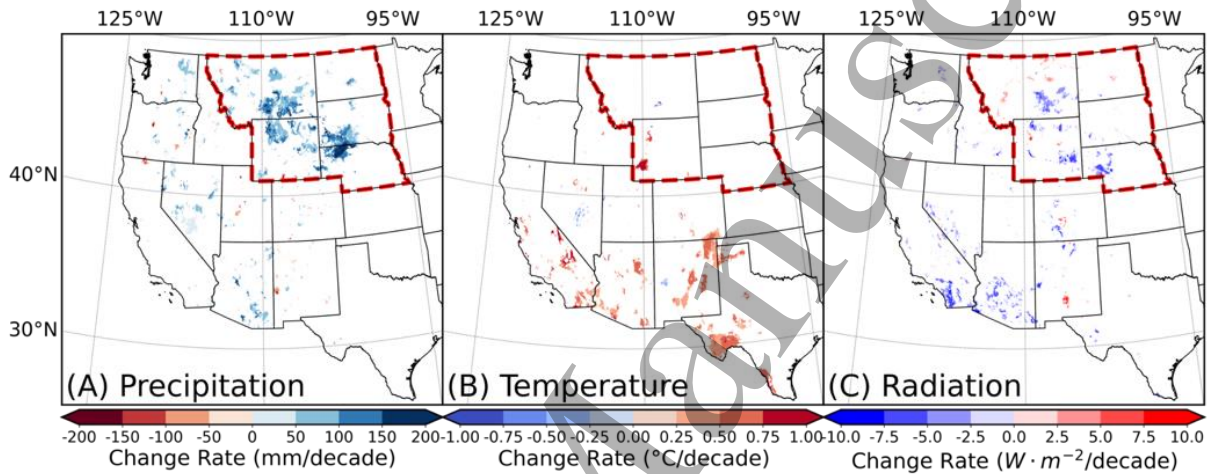 125°W 110°W 95°W 125°W 110°W 95°W
40°N
30°N
(A) Precipitation
(B) Temperature
(C) Radiation
-200 -150 -100 -50 0 50 100 150 200
-1.00 -0.75 -0.50 -0.25 0.00 0.25 0.50 0.75 1.00
-10.0 -7.5 -5.0 -2.5 0.0 2.5 5.0 7.5 10.0
Change Rate (mm/decade)
Change Rate (°C/decade)
Change Rate (W · m⁻²/decade)
Manusc